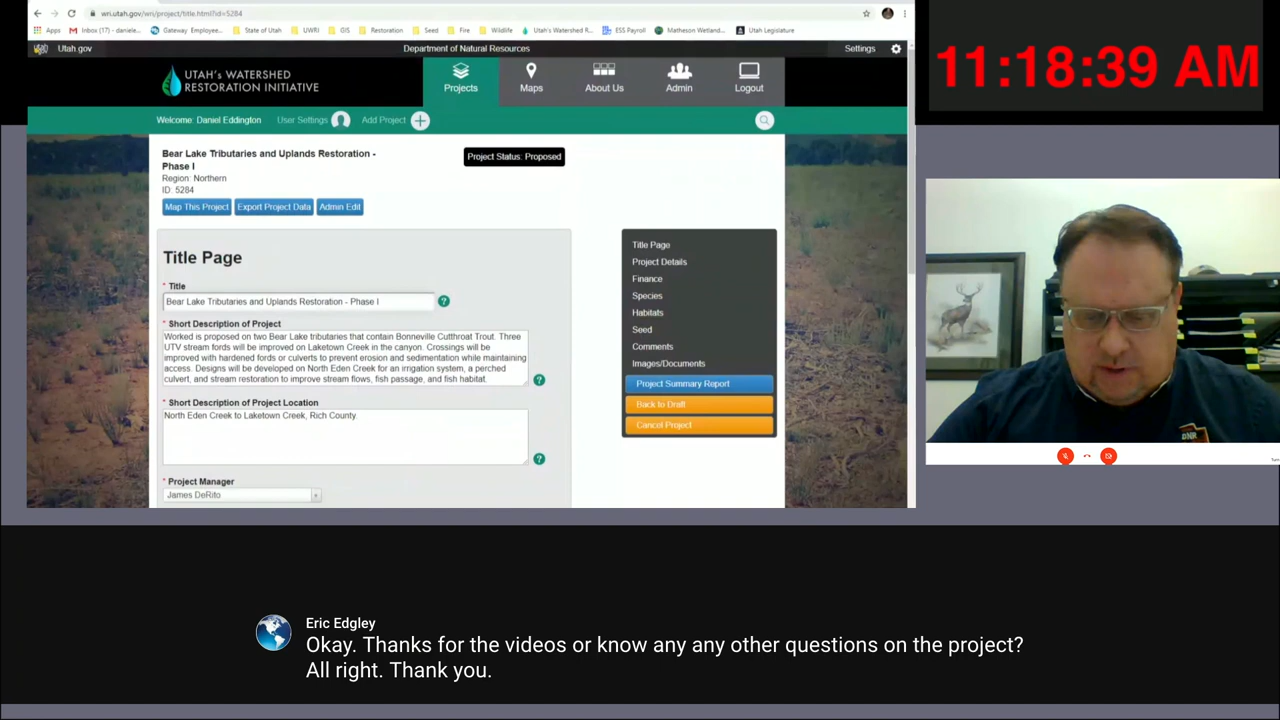 wri.utah.gov/wri/project/title.html?id=5284
Apps Inbox (17) - daniele... Gateway Employee... State of Utah UWRI GIS Restoration Seed Fire Wildlife Utah's Watershed R... ESS Payroll Matheson Wetland... Utah Legislature
Utah.gov Department of Natural Resources Settings
UTAH'S WATERSHED
RESTORATION INITIATIVE
Projects Maps About Us Admin Logout
Welcome: Daniel Eddington User Settings Add Project
Bear Lake Tributaries and Uplands Restoration -
Phase I
Region: Northern
ID: 5284
Project Status: Proposed
Map This Project Export Project Data Admin Edit
Title Page
* Title
Bear Lake Tributaries and Uplands Restoration - Phase I
* Short Description of Project
Worked is proposed on two Bear Lake tributaries that contain Bonneville Cutthroat Trout. Three
UTV stream fords will be improved on Laketown Creek in the canyon. Crossings will be
improved with hardened fords or culverts to prevent erosion and sedimentation while maintaining
access. Designs will be developed on North Eden Creek for an irrigation system, a perched
culvert, and stream restoration to improve stream flows, fish passage, and fish habitat.
* Short Description of Project Location
North Eden Creek to Laketown Creek, Rich County.
* Project Manager
James DeRito
Title Page
Project Details
Finance
Species
Habitats
Seed
Comments
Images/Documents
Project Summary Report
Back to Draft
Cancel Project
11:18:39 AM
DNR
Eric Edgley
Okay. Thanks for the videos or know any any other questions on the project?
All right. Thank you.